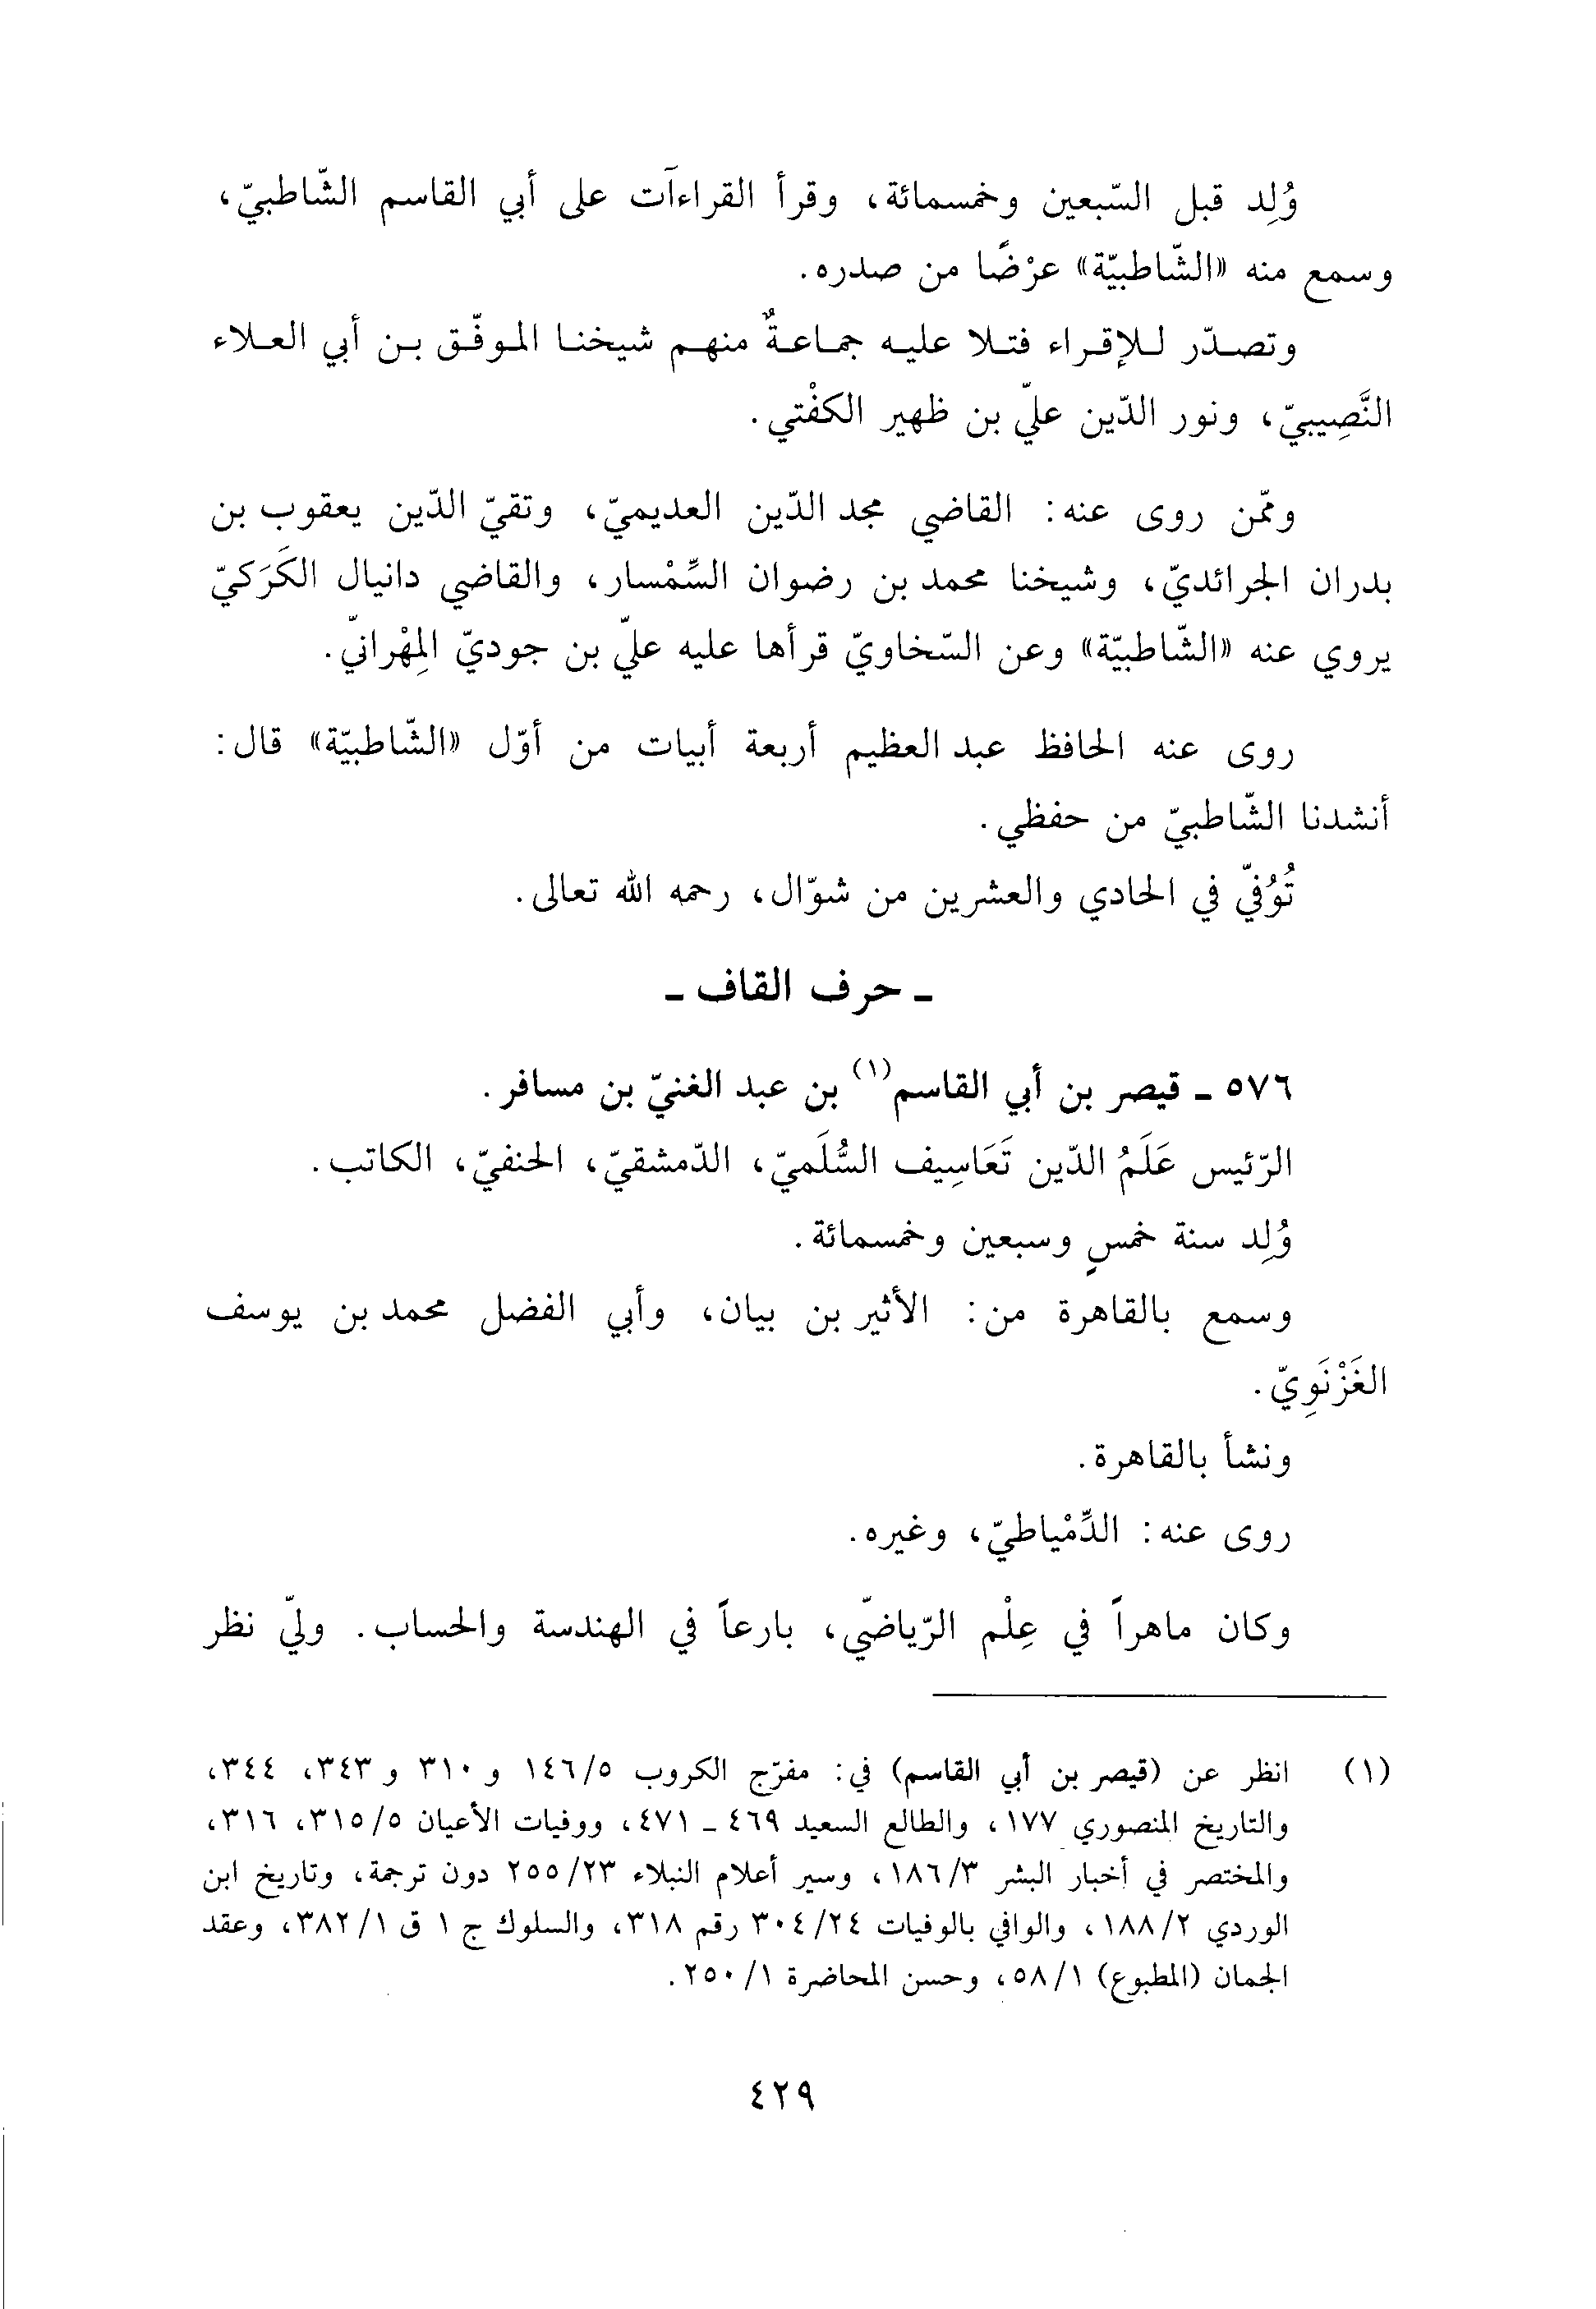 وُلِد قبل السّبعين وخمسمائة، وقرأ القراءآت على أبي القاسم الشّاطبيّ،
وسمع منه «الشّاطبيّة» عرْضًا من صدره.
وتصدّر للإقراء فتلا عليه جماعةٌ منهم شيخنا الموفّق بن أبي العلاء
النَّصِيبيّ، ونور الدّين عليّ بن ظهير الكفْتي.
وممّن روى عنه: القاضي مجد الدّين العديميّ، وتقيّ الدّين يعقوب بن
بدران الجرائديّ، وشيخنا محمد بن رضوان السِّمْسار، والقاضي دانيال الكَرَكيّ
يروي عنه «الشّاطبيّة» وعن السّخاويّ قرأها عليه عليّ بن جوديّ المِهْرانيّ.
روى عنه الحافظ عبد العظيم أربعة أبيات من أوّل «الشّاطبيّة» قال:
أنشدنا الشّاطبيّ من حفظي.
تُوُفيّ في الحادي والعشرين من شوّال، رحمه الله تعالى.
ـ حرف القاف ـ
٥٧٦ ـ قيصر بن أبي القاسم(١) بن عبد الغنيّ بن مسافر.
الرّئيس عَلَمُ الدّين تَعَاسِيف السُّلَميّ، الدّمشقيّ، الحنفيّ، الكاتب.
وُلِد سنة خمسٍ وسبعين وخمسمائة.
وسمع بالقاهرة من: الأثير بن بيان، وأبي الفضل محمد بن يوسف
الغَزْنَوِيّ.
ونشأ بالقاهرة.
روى عنه: الدِّمْياطيّ، وغيره.
وكان ماهراً في عِلْم الرّياضّي، بارعاً في الهندسة والحساب. وليّ نظر
(١) انظر عن (قيصر بن أبي القاسم) في: مفرّج الكروب ١٤٦/٥ و ٣١٠ و ٣٤٣، ٣٤٤،
والتاريخ المنصوري ١٧٧، والطالع السعيد ٤٦٩ ـ ٤٧١، ووفيات الأعيان ٣١٥/٥، ٣١٦،
والمختصر في أخبار البشر ١٨٦/٣، وسير أعلام النبلاء ٢٥٥/٢٣ دون ترجمة، وتاريخ ابن
الوردي ١٨٨/٢، والوافي بالوفيات ٣٠٤/٢٤ رقم ٣١٨، والسلوك ج ١ ق ٣٨٢/١، وعقد
الجمان (المطبوع) ٥٨/١، وحسن المحاضرة ٢٥٠/١.
٤٢٩